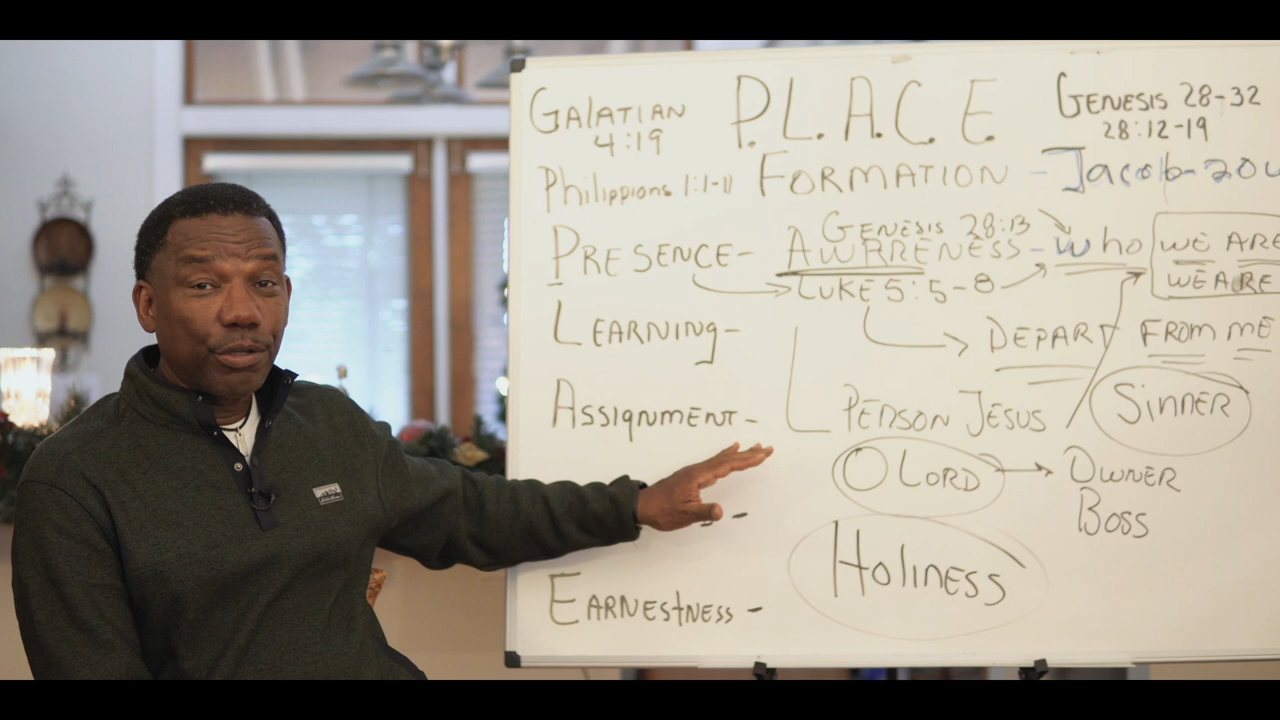 GALATIAN 4:19
P.L.A.C.E.
GENESIS 28-32
28:12-19
Philippians 1:1-11
FORMATION - Jacob-20
GENESIS 28:13
PRESENCE- AWARENESS - who
WE ARE
WE ARE
LUKE 5:5-8
LEARNING-
DEPART FROM ME
ASSIGNMENT-
PERSON JESUS
SINNER
O LORD
OWNER
BOSS
-
HOLINESS
EARNESTNESS -